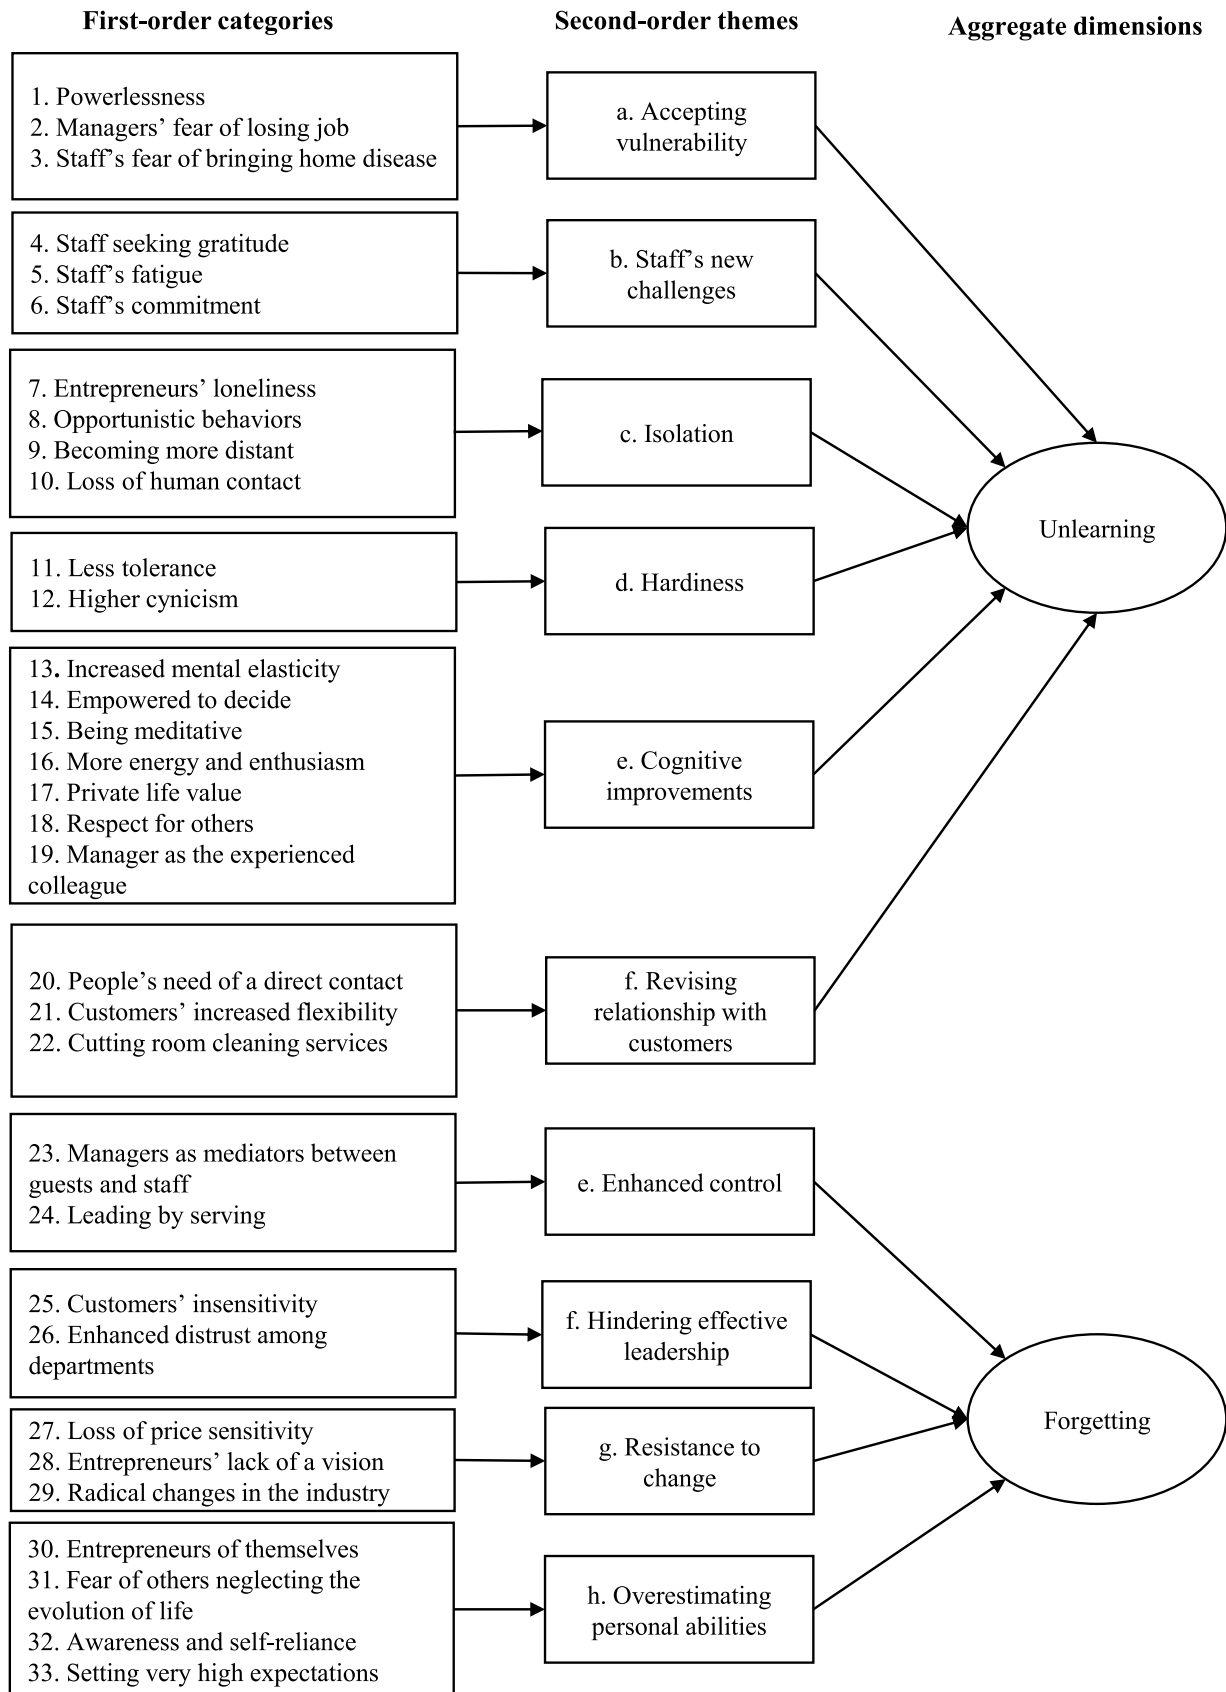 First-order categories
Second-order themes
Aggregate dimensions
1. Powerlessness
2. Managers’ fear of losing job
3. Staff’s fear of bringing home disease
a. Accepting
vulnerability
4. Staff seeking gratitude
5. Staff’s fatigue
6. Staff’s commitment
b. Staff’s new
challenges
7. Entrepreneurs’ loneliness
8. Opportunistic behaviors
9. Becoming more distant
10. Loss of human contact
c. Isolation
11. Less tolerance
12. Higher cynicism
d. Hardiness
13. Increased mental elasticity
14. Empowered to decide
15. Being meditative
16. More energy and enthusiasm
17. Private life value
18. Respect for others
19. Manager as the experienced
colleague
e. Cognitive
improvements
20. People’s need of a direct contact
21. Customers’ increased flexibility
22. Cutting room cleaning services
f. Revising
relationship with
customers
Unlearning
23. Managers as mediators between
guests and staff
24. Leading by serving
e. Enhanced control
25. Customers’ insensitivity
26. Enhanced distrust among
departments
f. Hindering effective
leadership
27. Loss of price sensitivity
28. Entrepreneurs’ lack of a vision
29. Radical changes in the industry
g. Resistance to
change
30. Entrepreneurs of themselves
31. Fear of others neglecting the
evolution of life
32. Awareness and self-reliance
33. Setting very high expectations
h. Overestimating
personal abilities
Forgetting